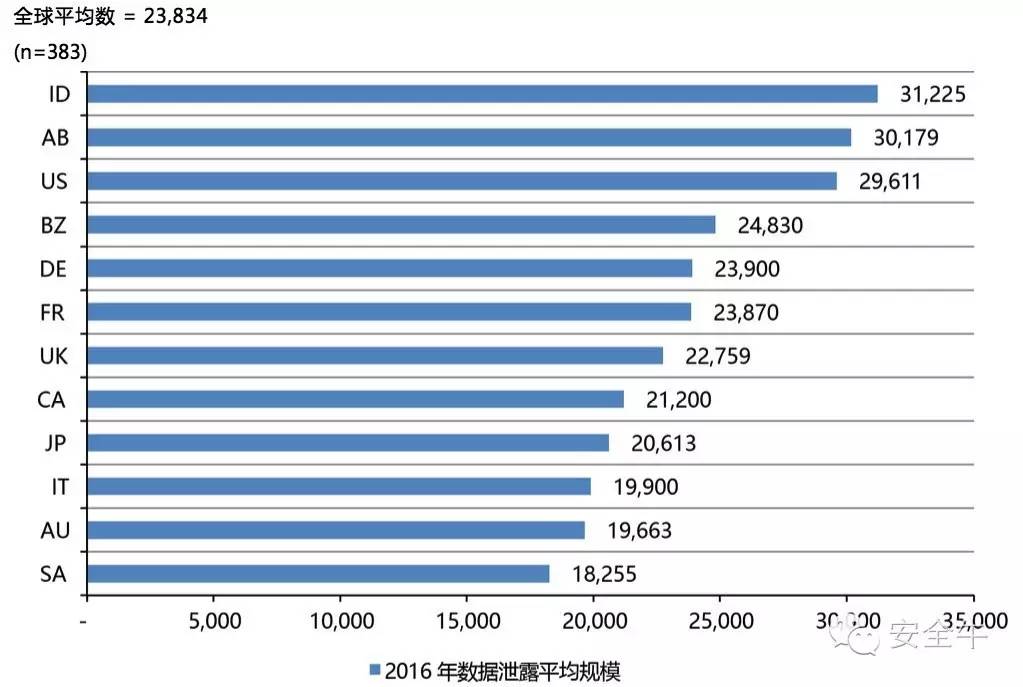 全球平均数 = 23,834
(n=383)
ID 31,225
AB 30,179
US 29,611
BZ 24,830
DE 23,900
FR 23,870
UK 22,759
CA 21,200
JP 20,613
IT 19,900
AU 19,663
SA 18,255
- 5,000 10,000 15,000 20,000 25,000 30,000 35,000
安全牛
2016 年数据泄露平均规模